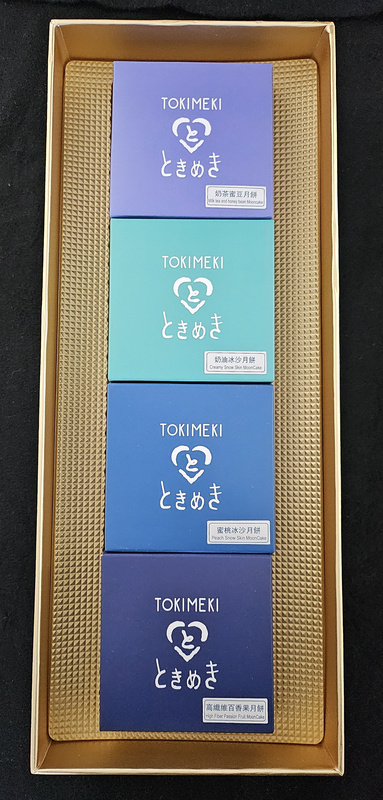 TOKIMEKI
と
ときめき
奶茶蜜豆月餅
Milk tea and honey bean Mooncake
TOKIMEKI
と
ときめき
奶油冰沙月餅
Creamy Snow Skin MoonCake
TOKIMEKI
と
ときめき
蜜桃冰沙月餅
Peach Snow Skin MoonCake
TOKIMEKI
と
ときめき
高纖維百香果月餅
High Fiber Passion Fruit MoonCake